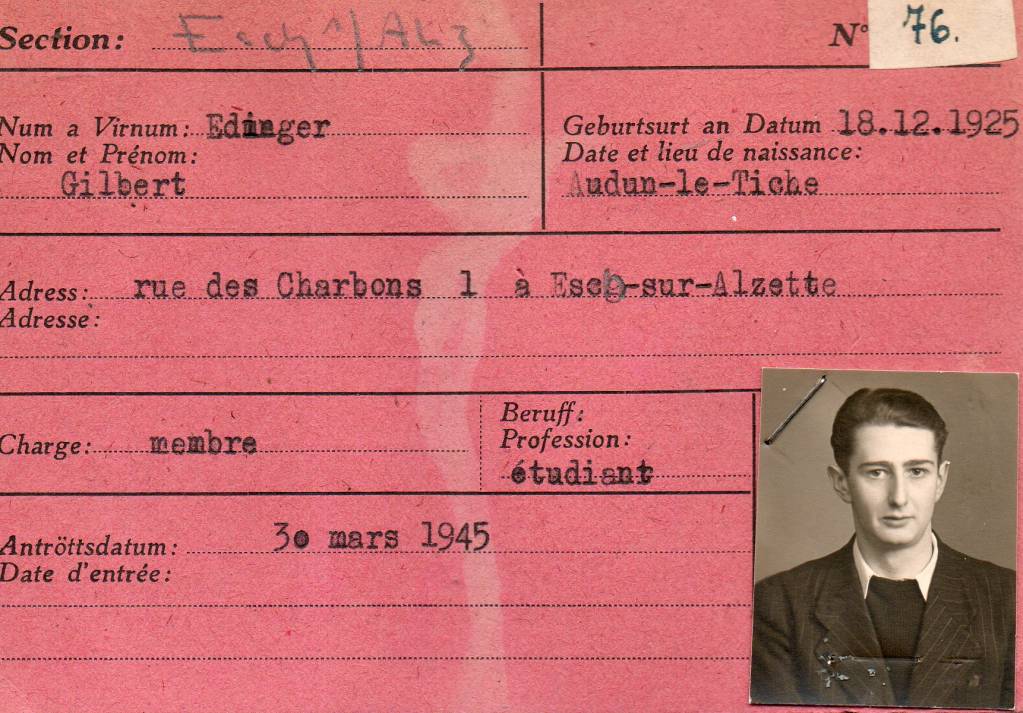 Section: Esch s/Alz
N° 76.
Num a Virnum: Edinger
Nom et Prénom:
Gilbert
Geburtsurt an Datum 18.12.1925
Date et lieu de naissance:
Audun-le-Tiche
Adress: rue des Charbons 1 à Esch-sur-Alzette
Adresse:
Charge: membre
Beruff:
Profession:
étudiant
Antröttsdatum: 30 mars 1945
Date d'entrée: